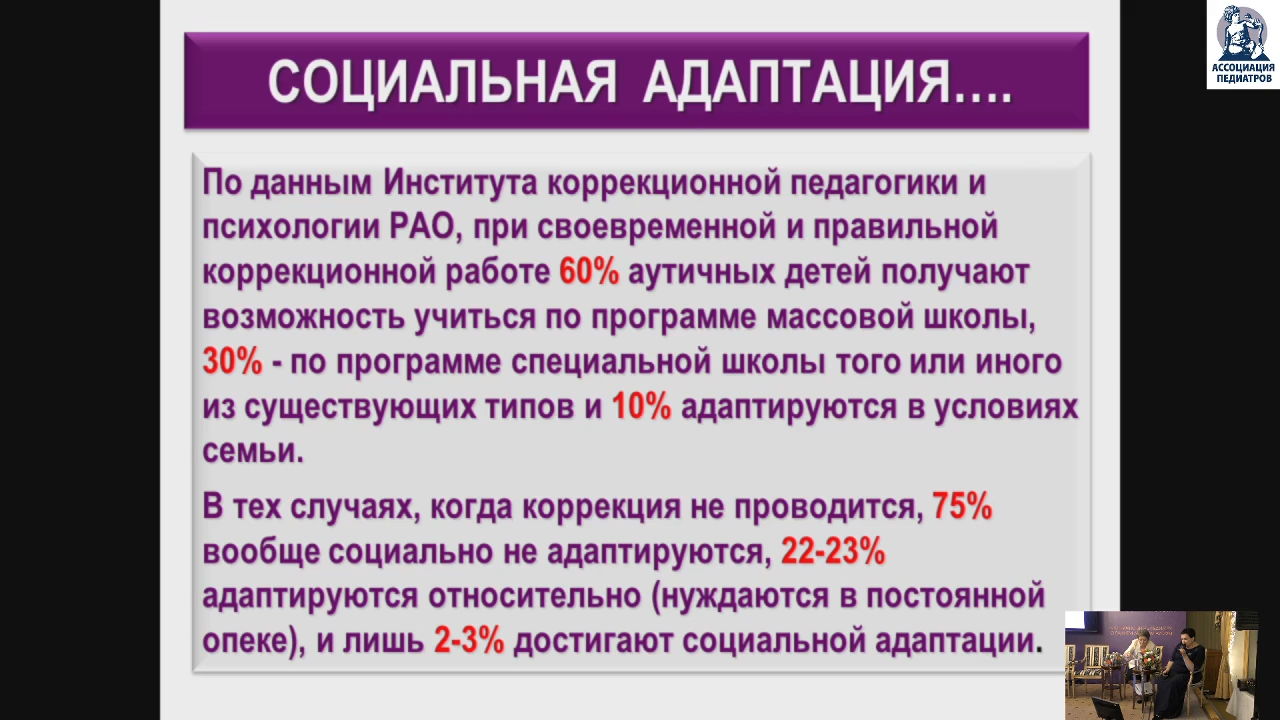 СОЦИАЛЬНАЯ АДАПТАЦИЯ....
АССОЦИАЦИЯ
ПЕДИАТРОВ
По данным Института коррекционной педагогики и
психологии РАО, при своевременной и правильной
коррекционной работе 60% аутичных детей получают
возможность учиться по программе массовой школы,
30% - по программе специальной школы того или иного
из существующих типов и 10% адаптируются в условиях
семьи.
В тех случаях, когда коррекция не проводится, 75%
вообще социально не адаптируются, 22-23%
адаптируются относительно (нуждаются в постоянной
опеке), и лишь 2-3% достигают социальной адаптации.